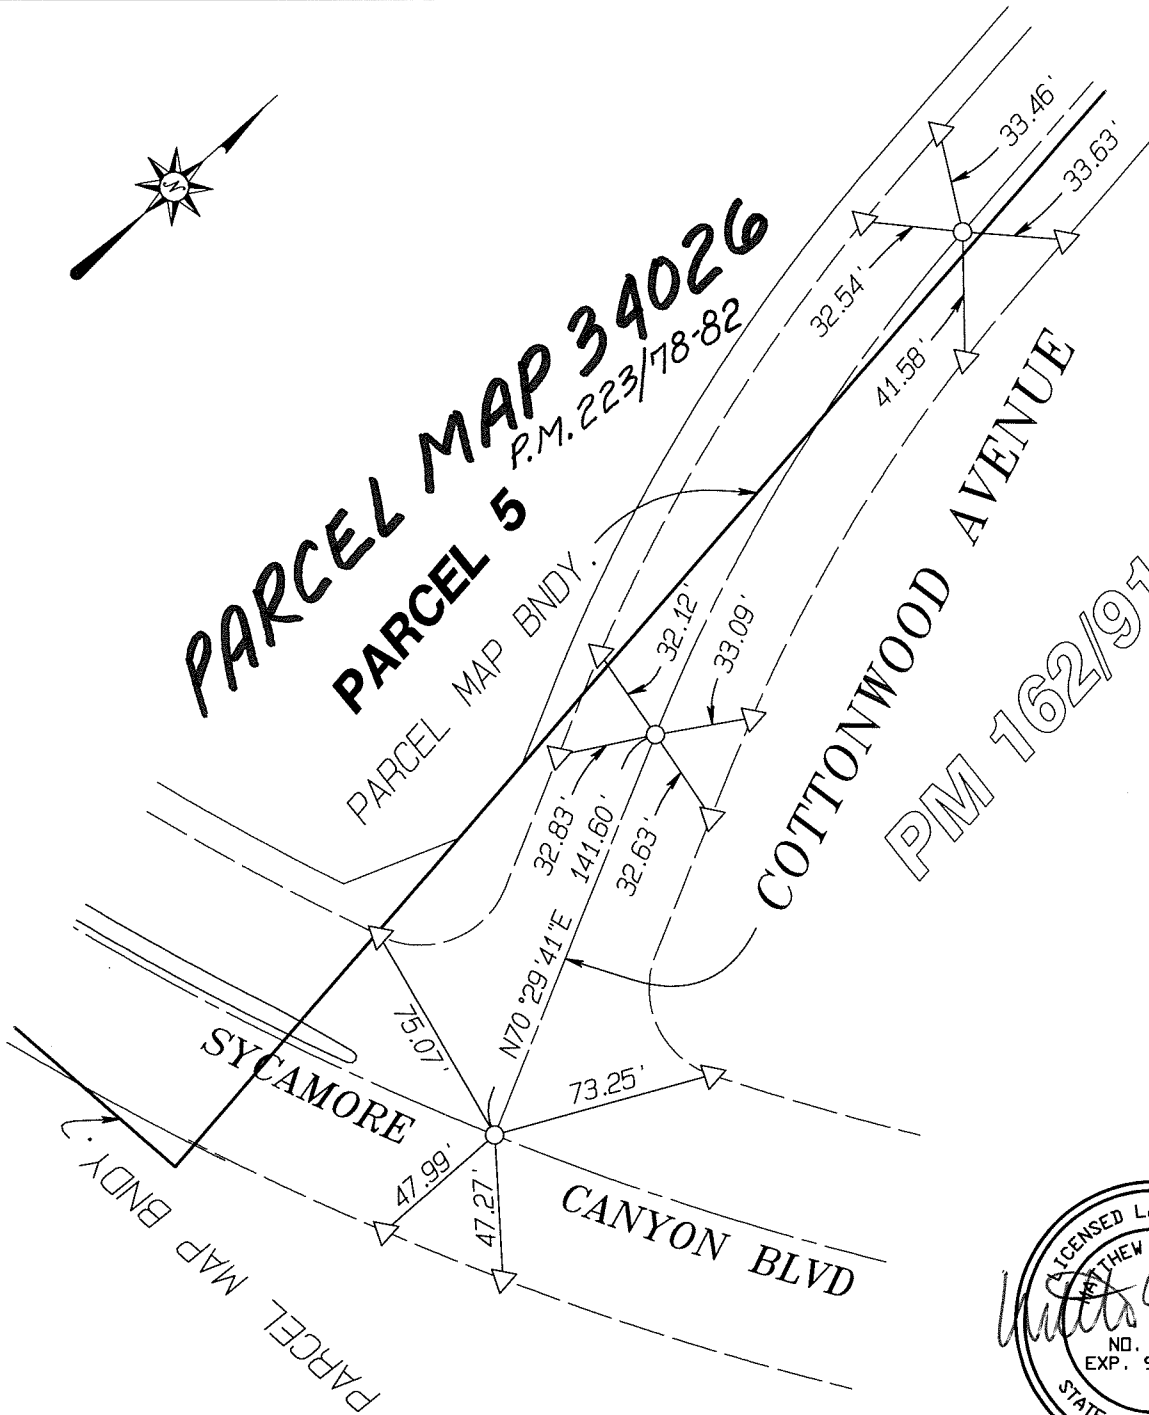 N
PARCEL MAP 34026
P.M. 223/78-82
PARCEL 5
PARCEL MAP BNDY.
33.46'
33.63'
32.54'
41.58'
COTTONWOOD AVENUE
PM 162/91
32.12'
33.09'
32.83'
141.60'
32.63'
N70°29'41"E
75.07'
73.25'
47.99'
47.27'
SYCAMORE
CANYON BLVD
PARCEL MAP BNDY.
LICENSED
MATTHEW
NO.
EXP.
STATE